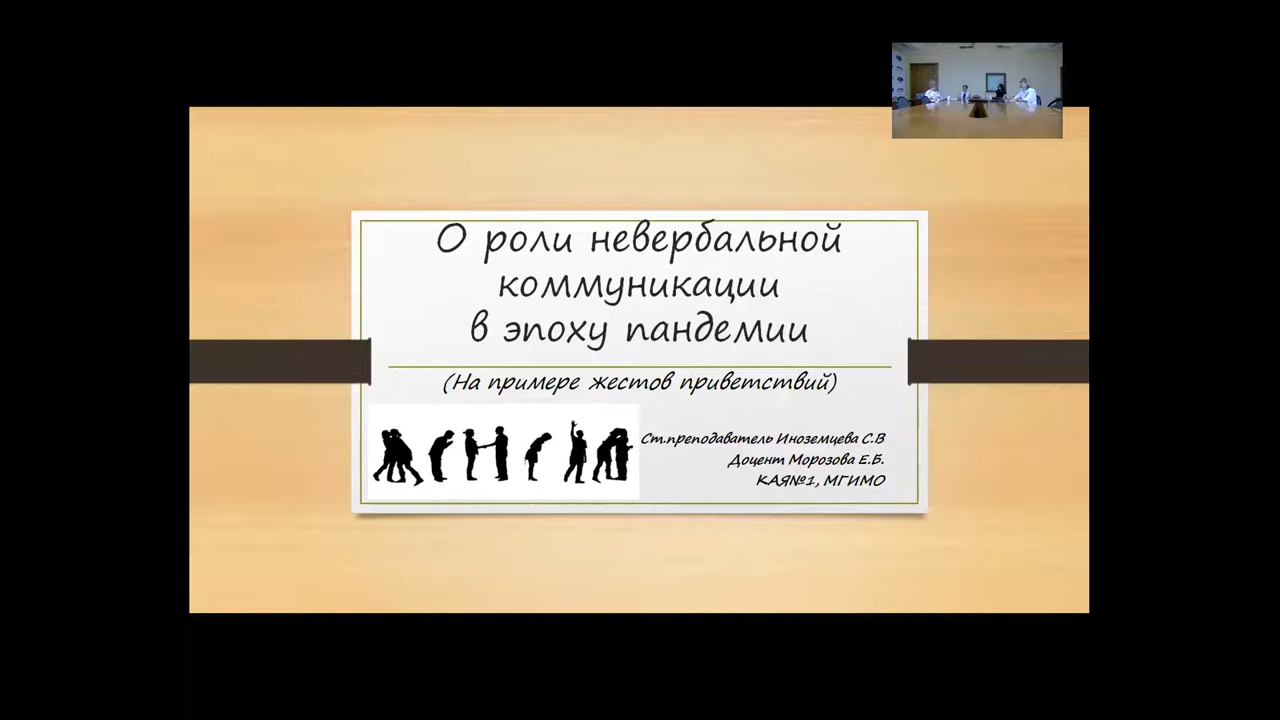 О роли невербальной
коммуникации
в эпоху пандемии
(На примере жестов приветствий)
Ст.преподаватель Иноземцева С.В
Доцент Морозова Е.Б.
КАЯ№1, МГИМО